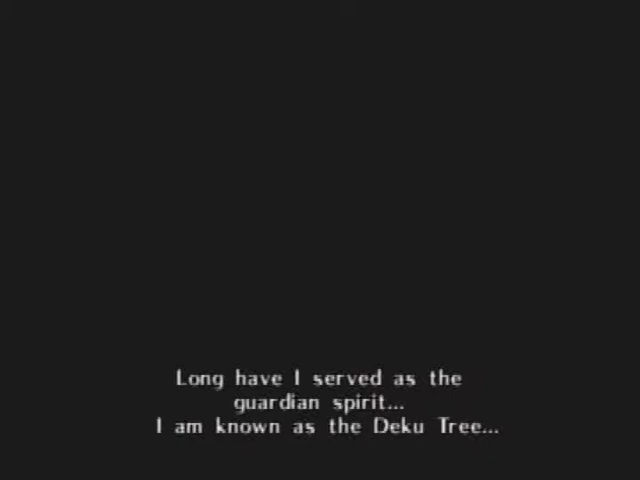 Long have I served as the
guardian spirit...
I am known as the Deku Tree...